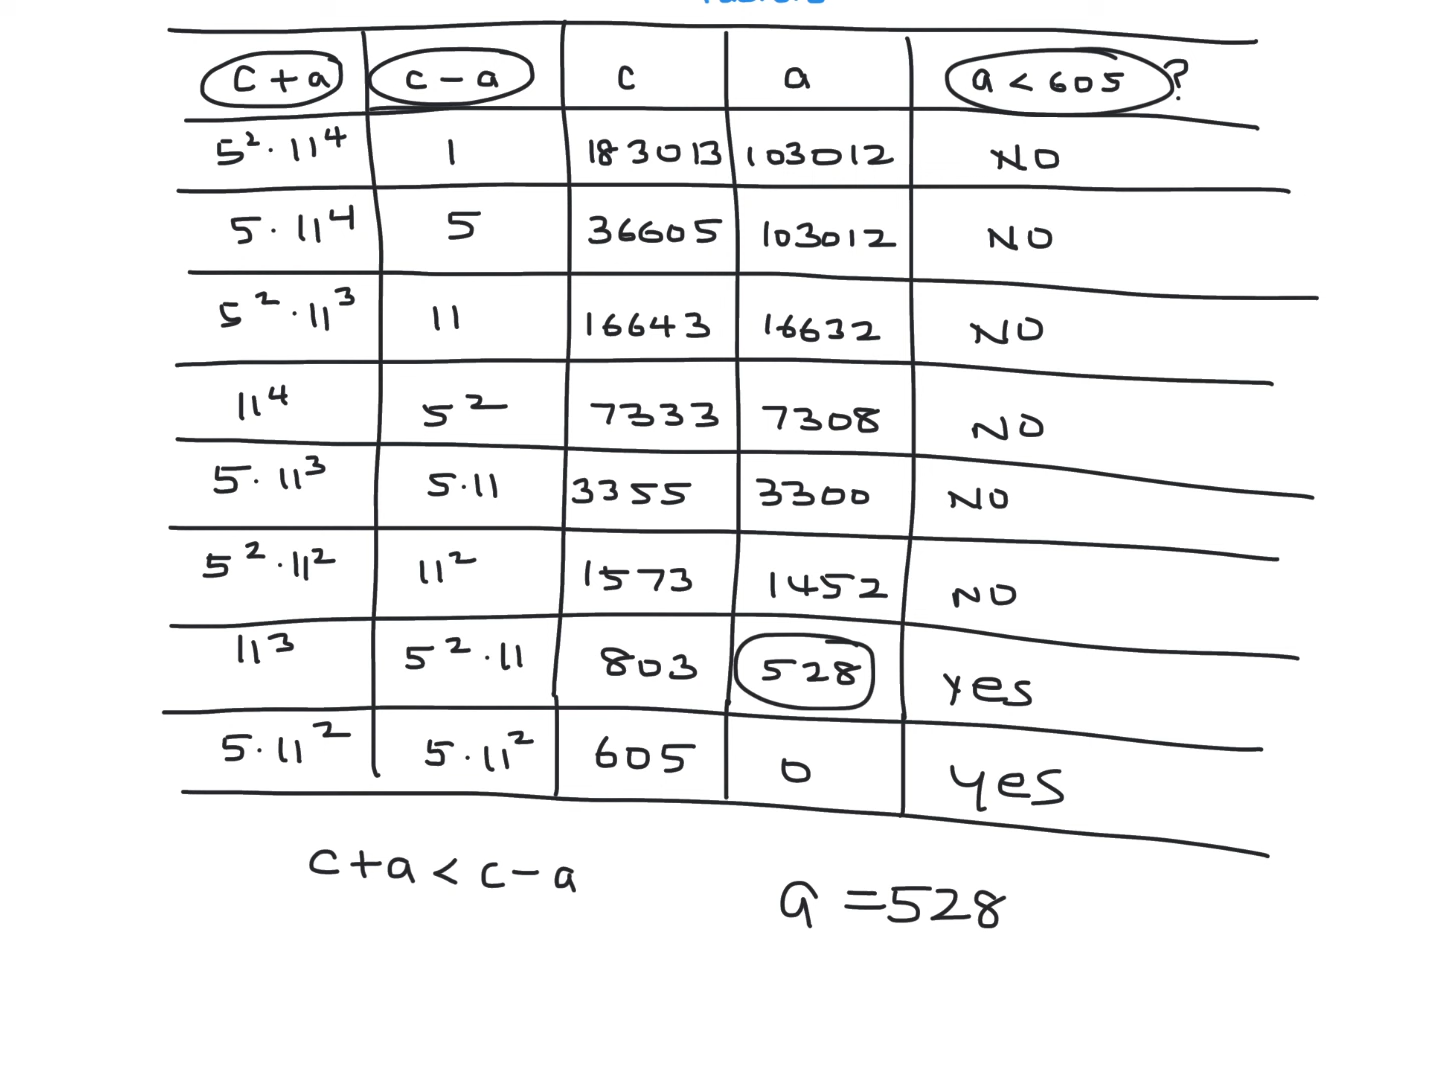 c+a c-a c a a<605?
5²·11⁴ 1 183013 103012 NO
5·11⁴ 5 36605 103012 NO
5²·11³ 11 16643 16632 NO
11⁴ 5² 7333 7308 NO
5·11³ 5·11 3355 3300 NO
5²·11² 11² 1573 1452 NO
11³ 5²·11 803 528 yes
5·11² 5·11² 605 0 yes
c+a<c-a
a=528